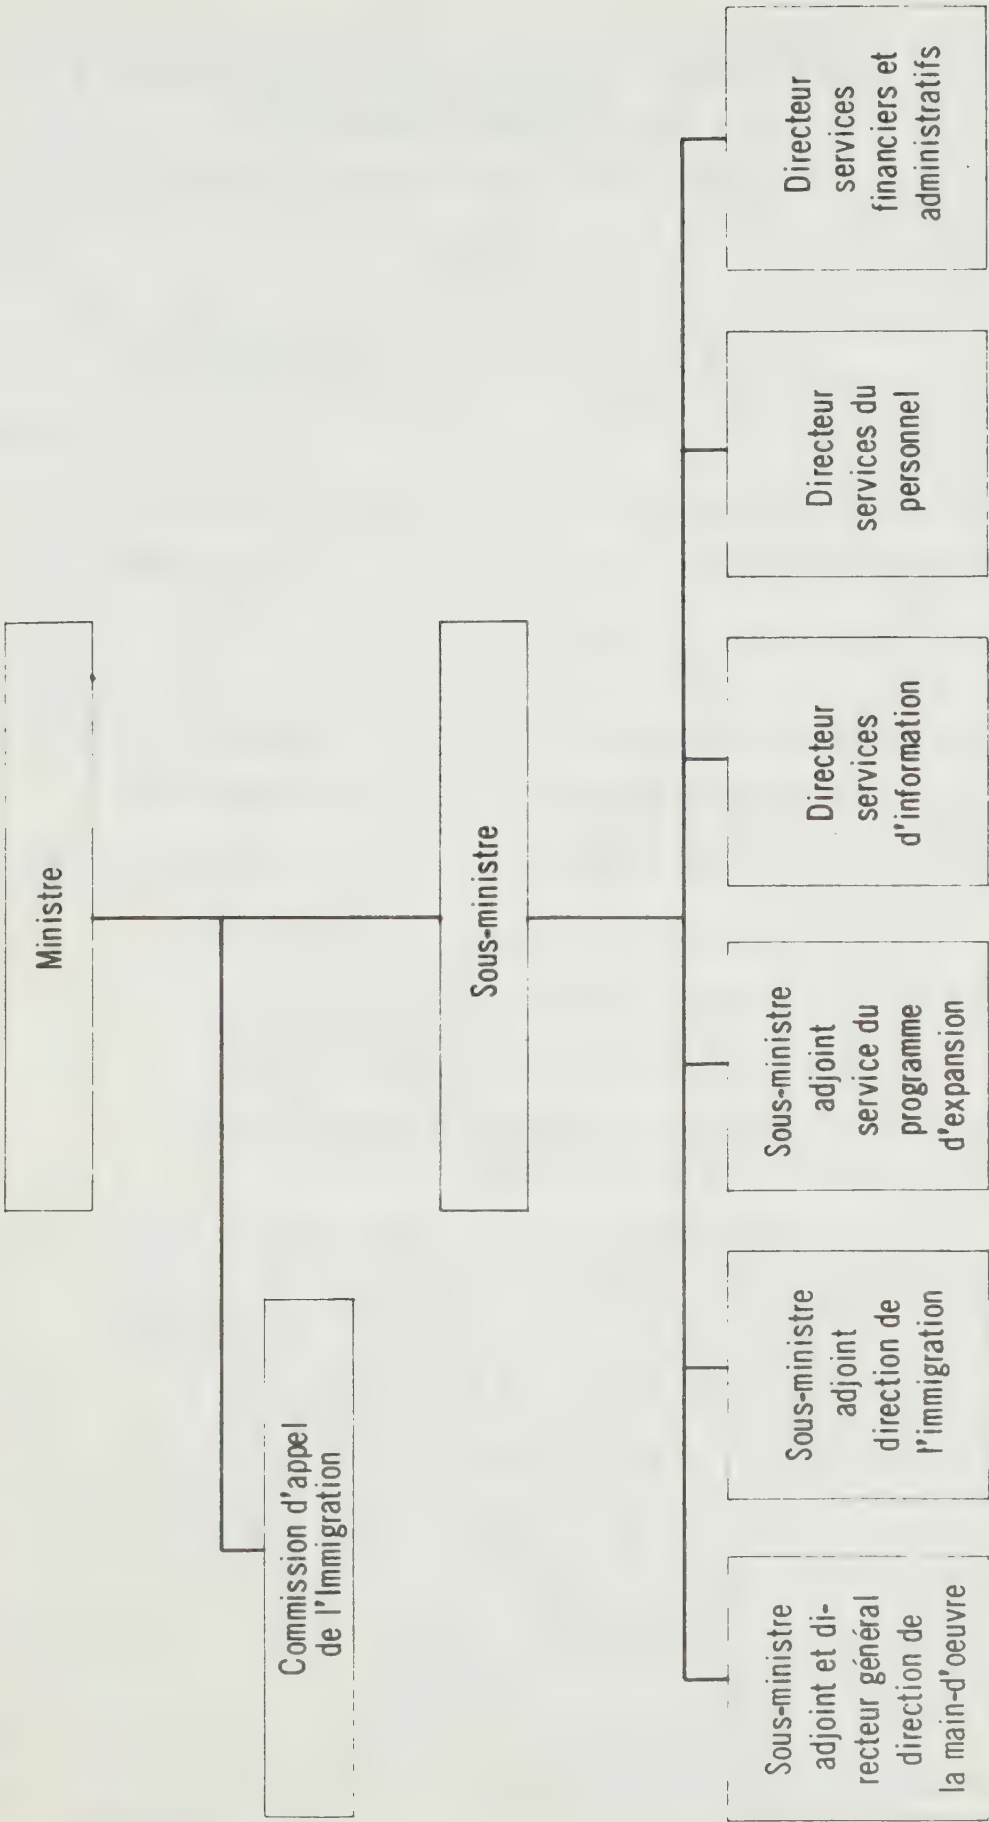 Ministre
Commission d'appel
de l'Immigration
Sous-ministre
Sous-ministre
adjoint et di-
recteur général
direction de
la main-d'oeuvre
Sous-ministre
adjoint
direction de
l'immigration
Sous-ministre
adjoint
service du
programme
d'expansion
Directeur
services
d'information
Directeur
services du
personnel
Directeur
services
financiers et
administratifs